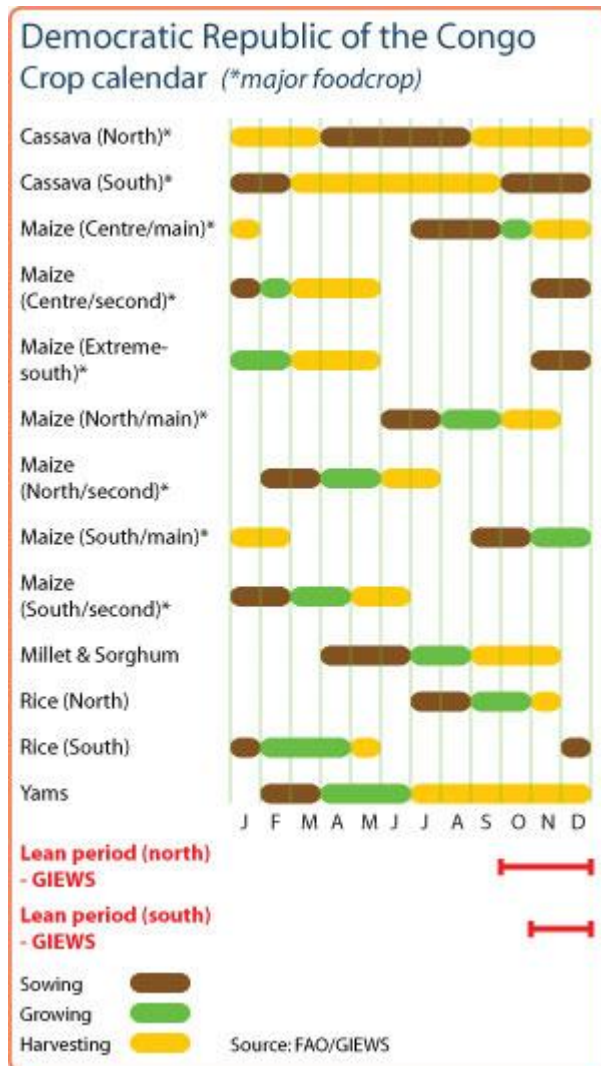 Democratic Republic of the Congo
Crop calendar (*major foodcrop)
Cassava (North)*
Cassava (South)*
Maize (Centre/main)*
Maize
(Centre/second)*
Maize (Extreme-
south)*
Maize (North/main)*
Maize
(North/second)*
Maize (South/main)*
Maize
(South/second)*
Millet & Sorghum
Rice (North)
Rice (South)
Yams
J F M A M J J A S O N D
Lean period (north)
- GIEWS
Lean period (south)
- GIEWS
Sowing
Growing
Harvesting
Source: FAO/GIEWS